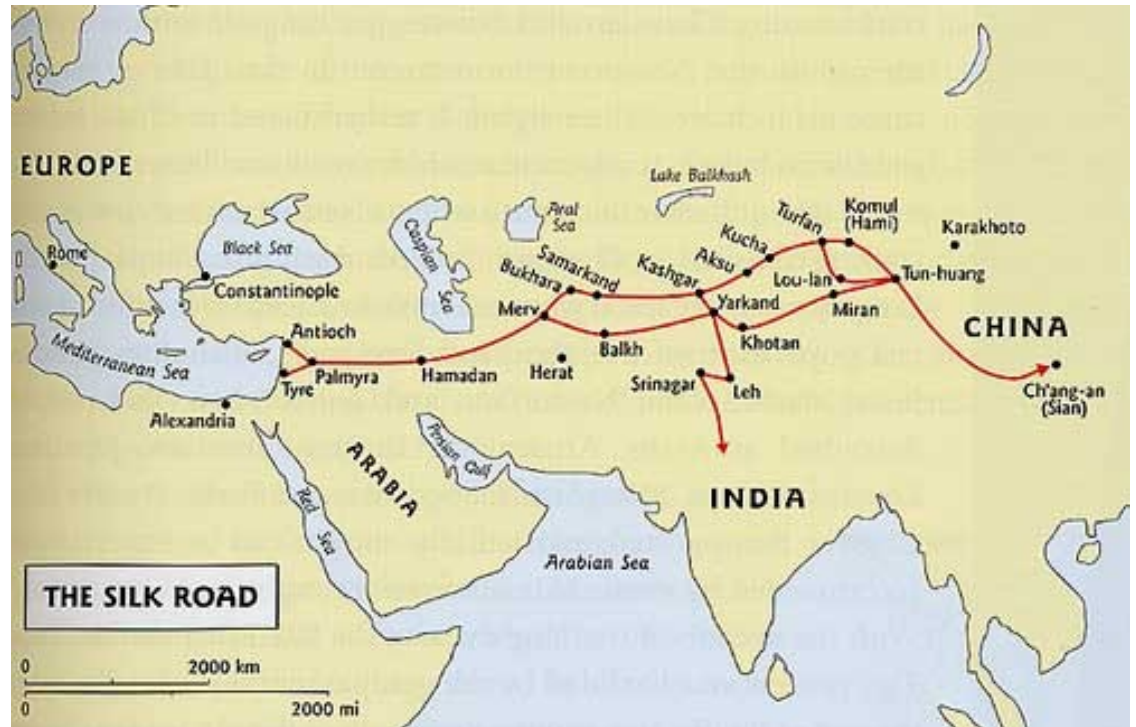 EUROPE
Lake Balkhash
Aral
Sea
Komul
(Hami)
Turfan
Karakhoto
Rome
Black Sea
Caspian
Sea
Kucha
Aksu
Kashgar
Samarkand
Bukhara
Lou-lan
Tun-huang
Constantinople
Merv
Yarkand
Miran
CHINA
Antioch
Mediterranean Sea
Balkh
Khotan
Tyre
Palmyra
Hamadan
Herat
Srinagar
Leh
Ch'ang-an
(Sian)
Alexandria
Persian Gulf
ARABIA
INDIA
Red
Sea
Arabian Sea
THE SILK ROAD
0
2000 km
0
2000 mi